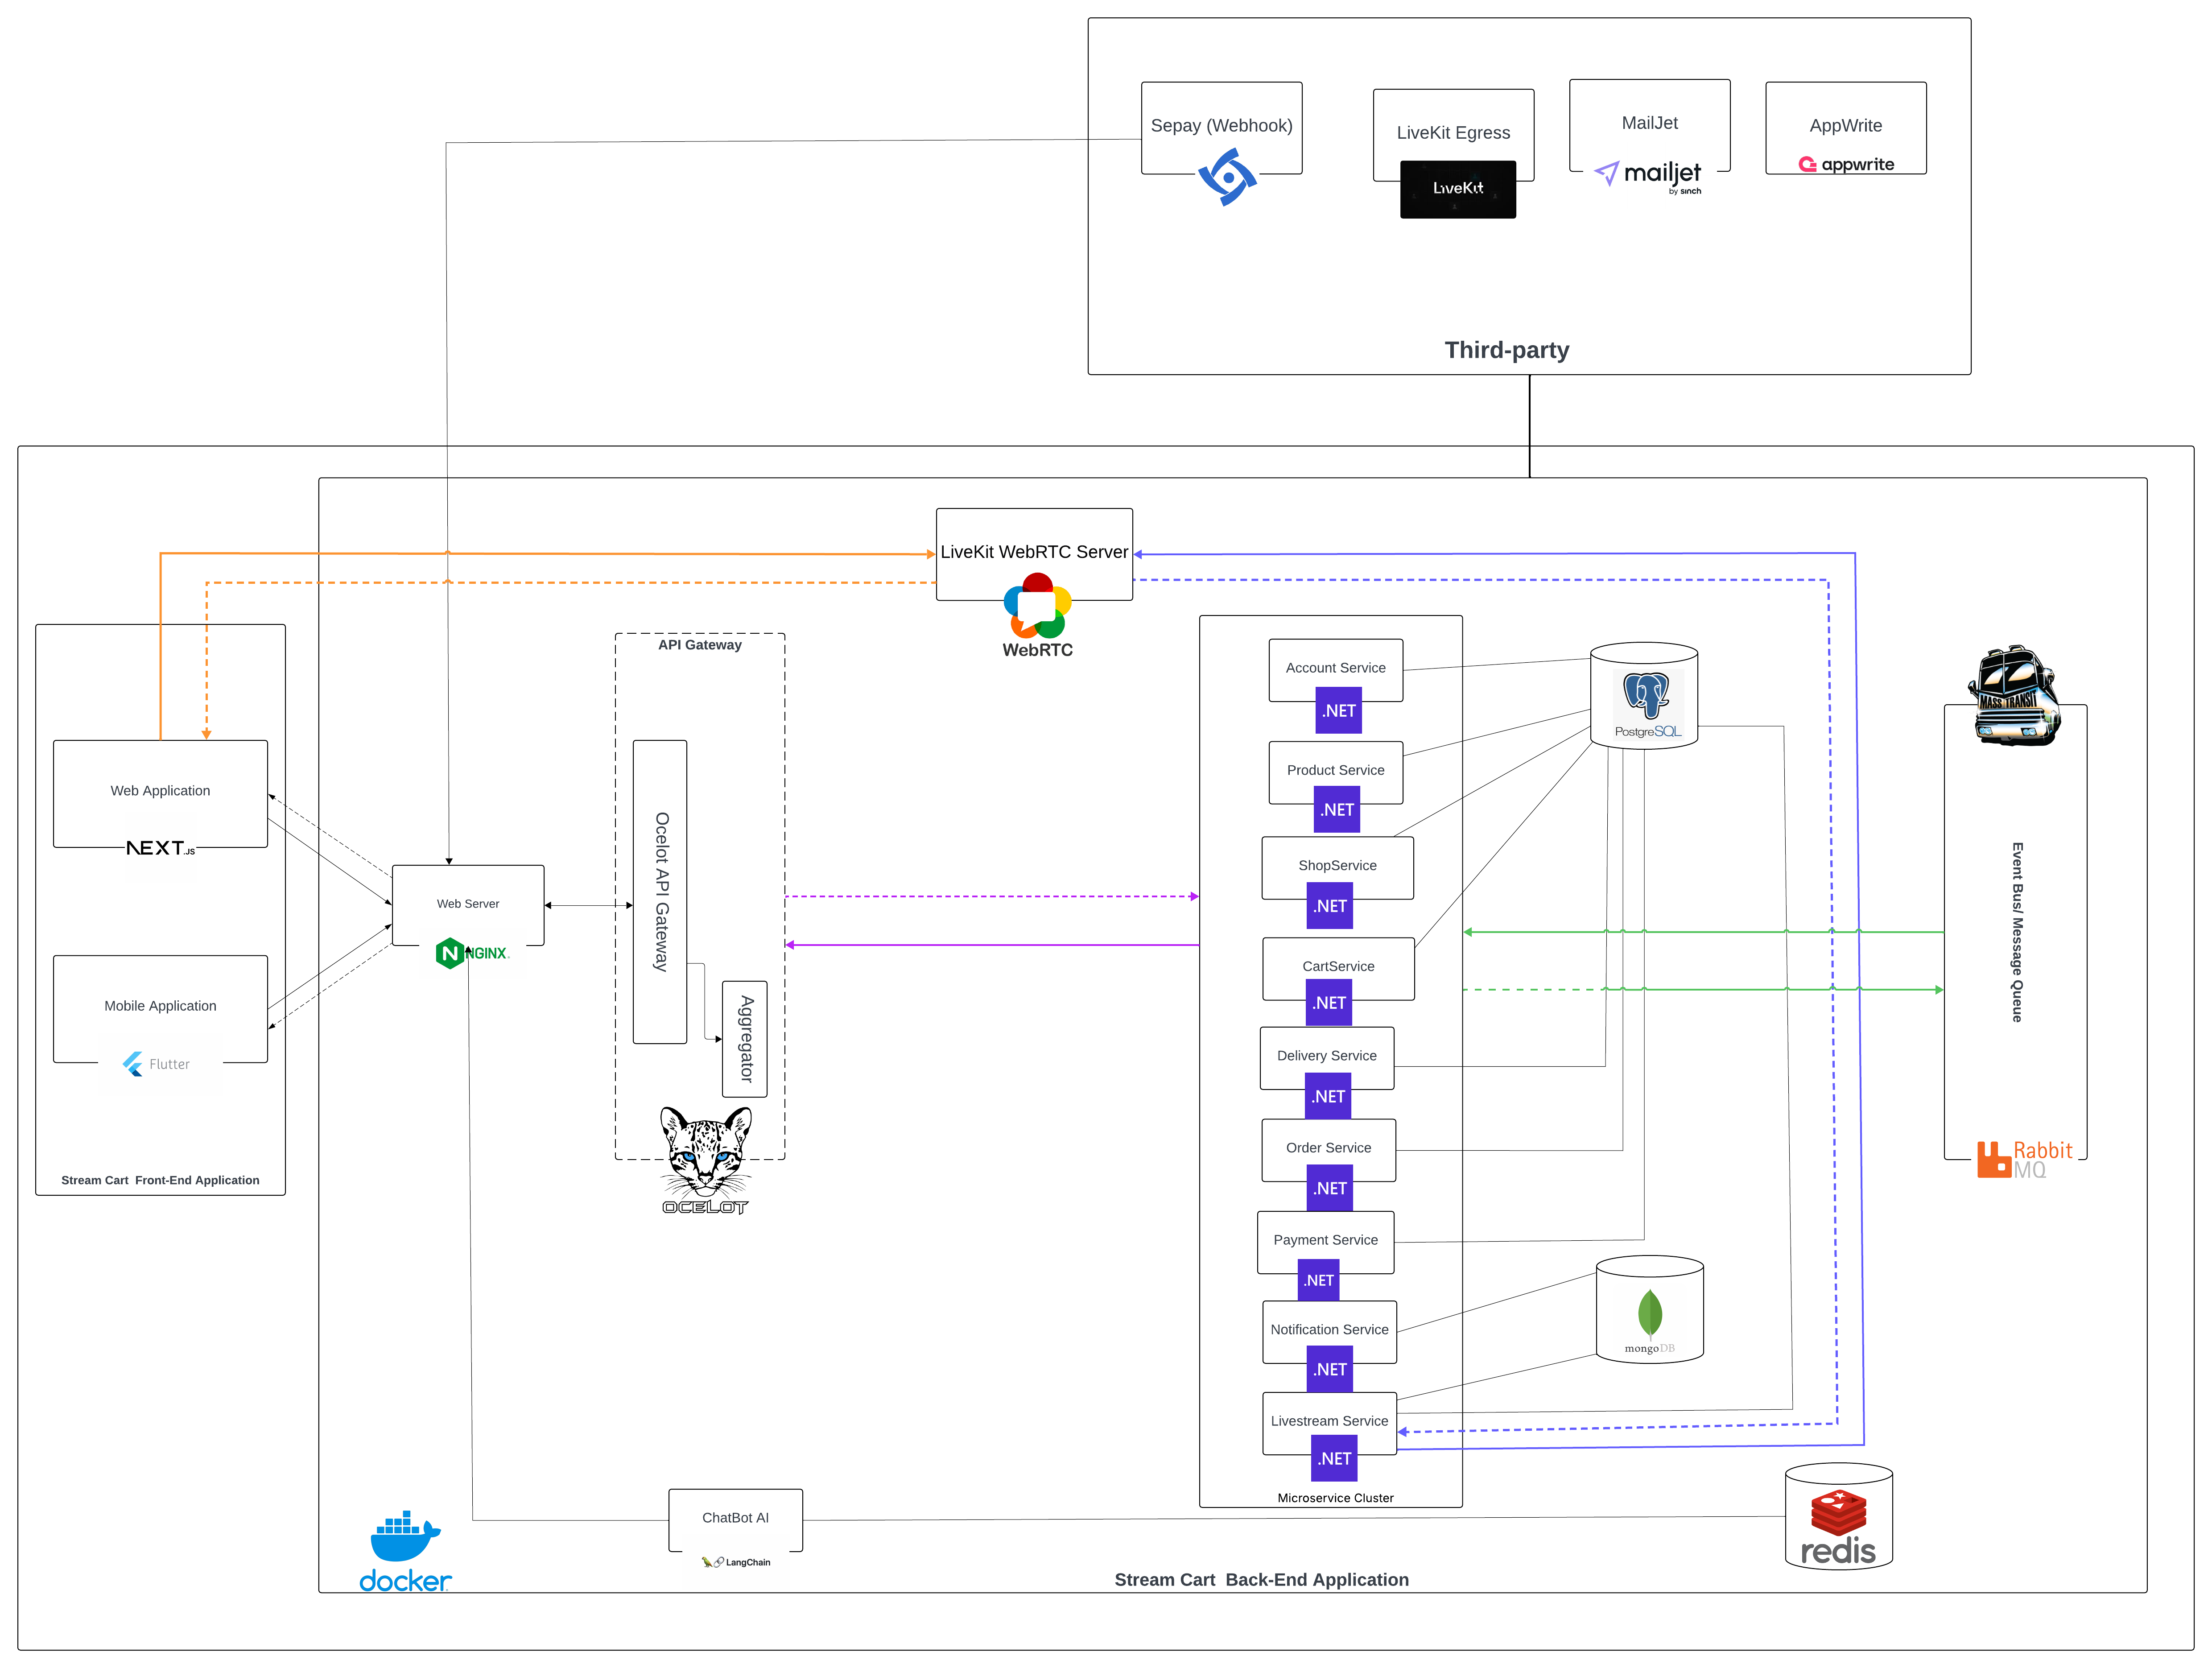 Sepay (Webhook)
LiveKit Egress
LiveKit
MailJet
mailjet
by sinch
AppWrite
appwrite
Third-party
LiveKit WebRTC Server
WebRTC
API Gateway
Ocelot API Gateway
Aggregator
OCELOT
Web Application
NEXT.JS
Mobile Application
Flutter
Stream Cart  Front-End Application
Web Server
NGINX
Account Service
.NET
Product Service
.NET
ShopService
.NET
CartService
.NET
Delivery Service
.NET
Order Service
.NET
Payment Service
.NET
Notification Service
.NET
Livestream Service
.NET
Microservice Cluster
PostgreSQL
mongoDB
redis
MASS TRANSIT
Event Bus/ Message Queue
Rabbit
MQ
ChatBot AI
LangChain
docker
Stream Cart  Back-End Application